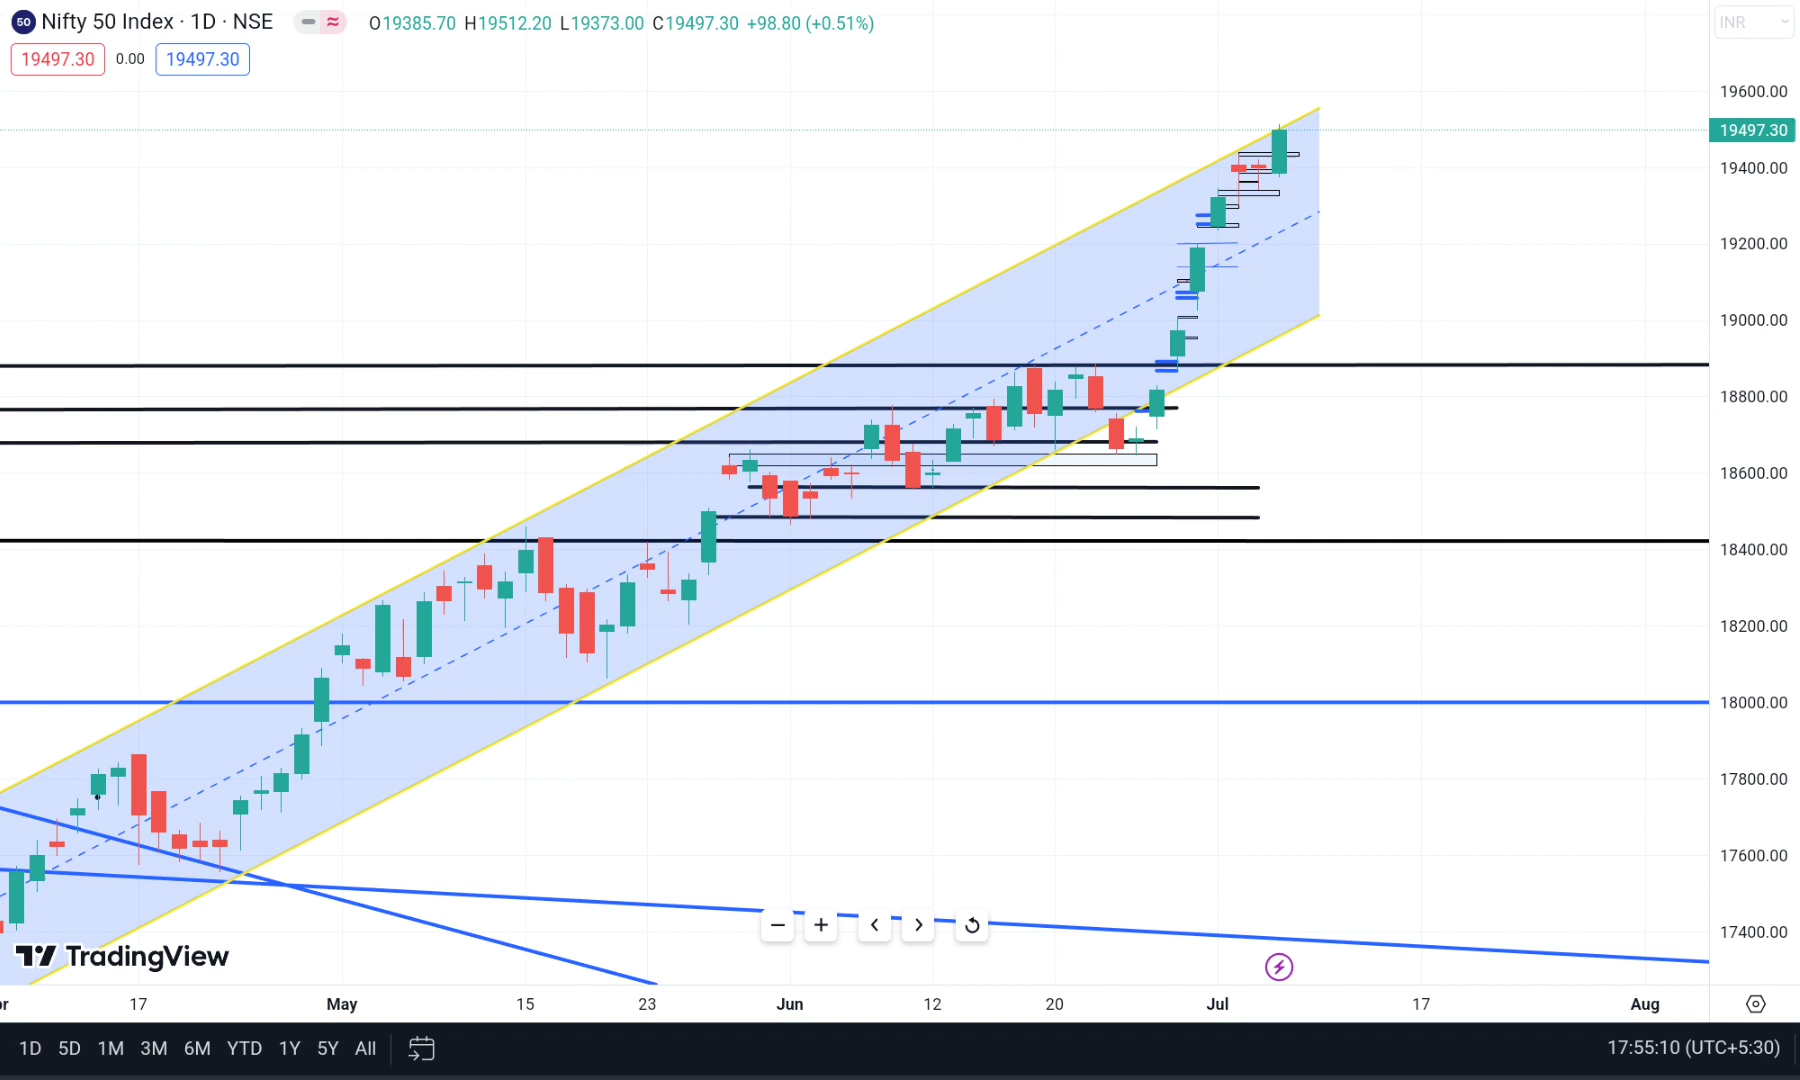 50 Nifty 50 Index · 1D · NSE O19385.70 H19512.20 L19373.00 C19497.30 +98.80 (+0.51%)
INR
19497.30 0.00 19497.30
19600.00
19497.30
19400.00
19200.00
19000.00
18800.00
18600.00
18400.00
18200.00
18000.00
17800.00
17600.00
17400.00
TradingView
or 17 May 15 23 Jun 12 20 Jul 17 Aug
1D 5D 1M 3M 6M YTD 1Y 5Y All
17:55:10 (UTC+5:30)